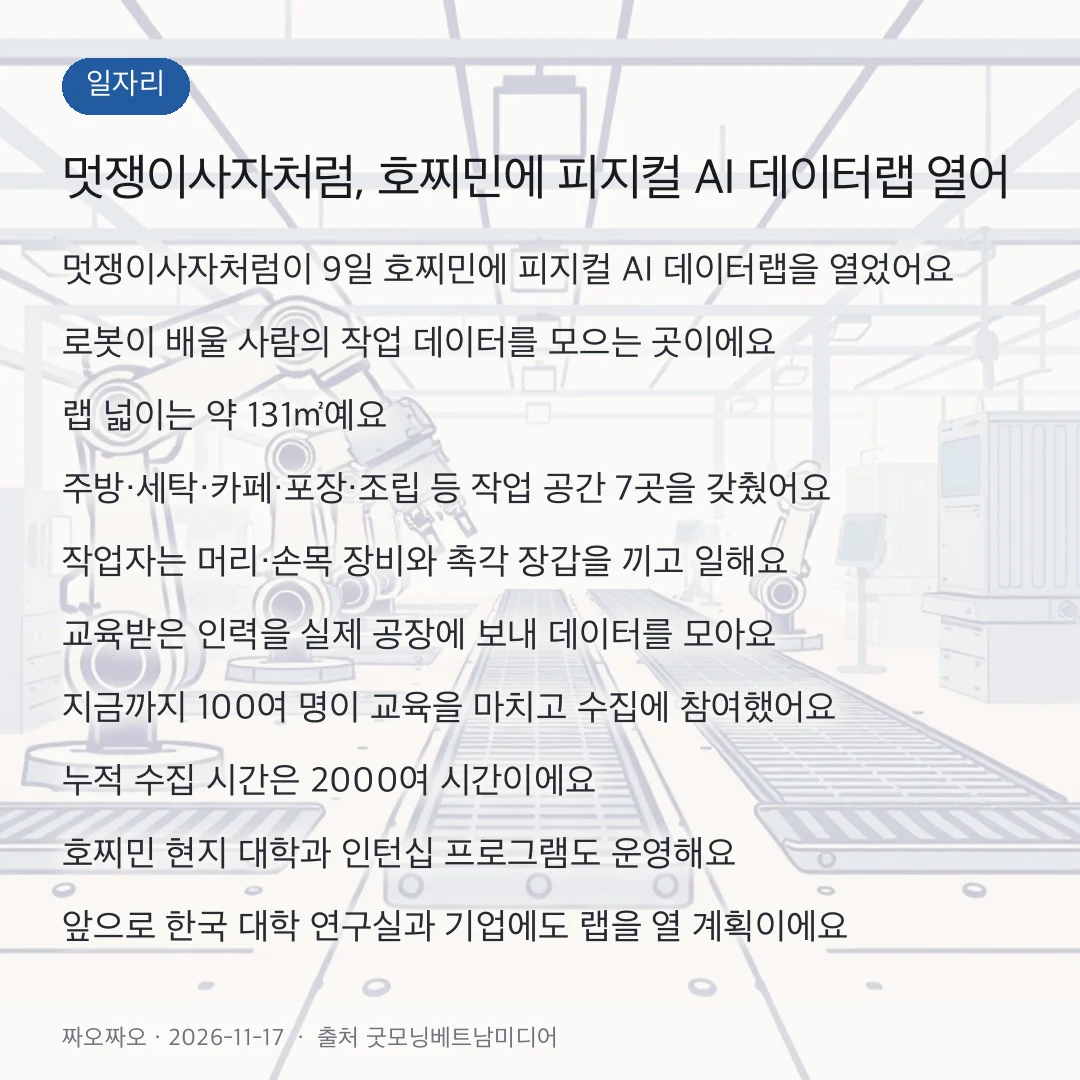 일자리
멋쟁이사자처럼, 호찌민에 피지컬 AI 데이터랩 열어
멋쟁이사자처럼이 9일 호찌민에 피지컬 AI 데이터랩을 열었어요
로봇이 배울 사람의 작업 데이터를 모으는 곳이에요
랩 넓이는 약 131㎡예요
주방·세탁·카페·포장·조립 등 작업 공간 7곳을 갖췄어요
작업자는 머리·손목 장비와 촉각 장갑을 끼고 일해요
교육받은 인력을 실제 공장에 보내 데이터를 모아요
지금까지 100여 명이 교육을 마치고 수집에 참여했어요
누적 수집 시간은 2000여 시간이에요
호찌민 현지 대학과 인턴십 프로그램도 운영해요
앞으로 한국 대학 연구실과 기업에도 랩을 열 계획이에요
짜오짜오 · 2026-11-17 · 출처 굿모닝베트남미디어